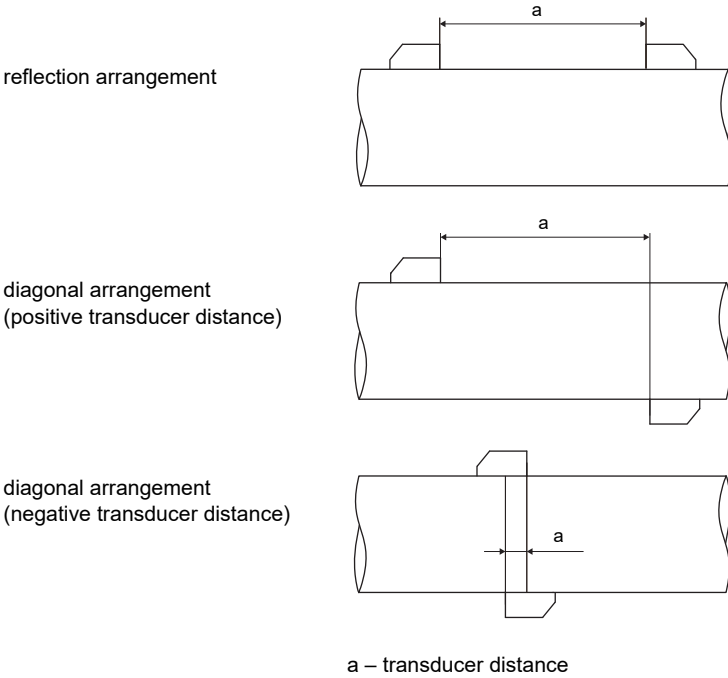 a
reflection arrangement
a
diagonal arrangement
(positive transducer distance)
diagonal arrangement
(negative transducer distance)
a
a – transducer distance